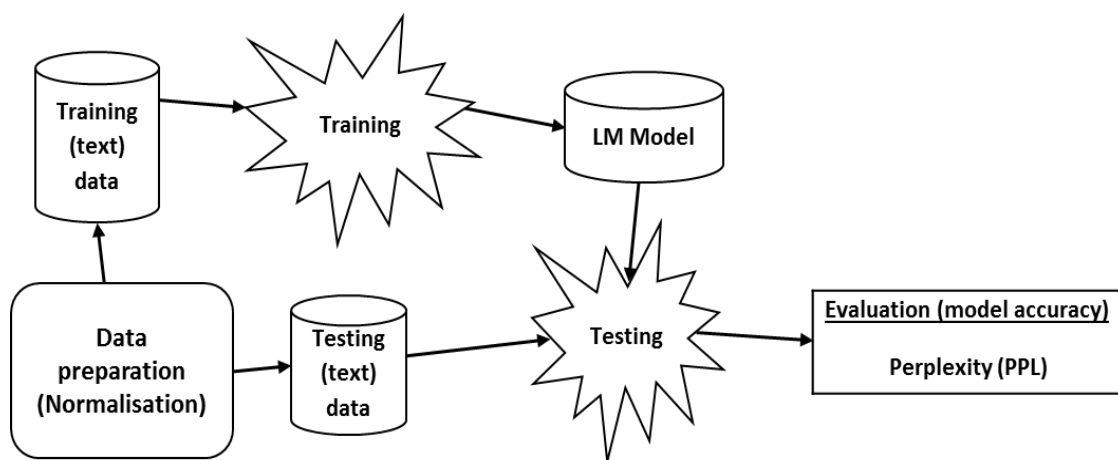 Training
(text)
data
Training
LM Model
Data
preparation
(Normalisation)
Testing
(text)
data
Testing
Evaluation (model accuracy)
Perplexity (PPL)